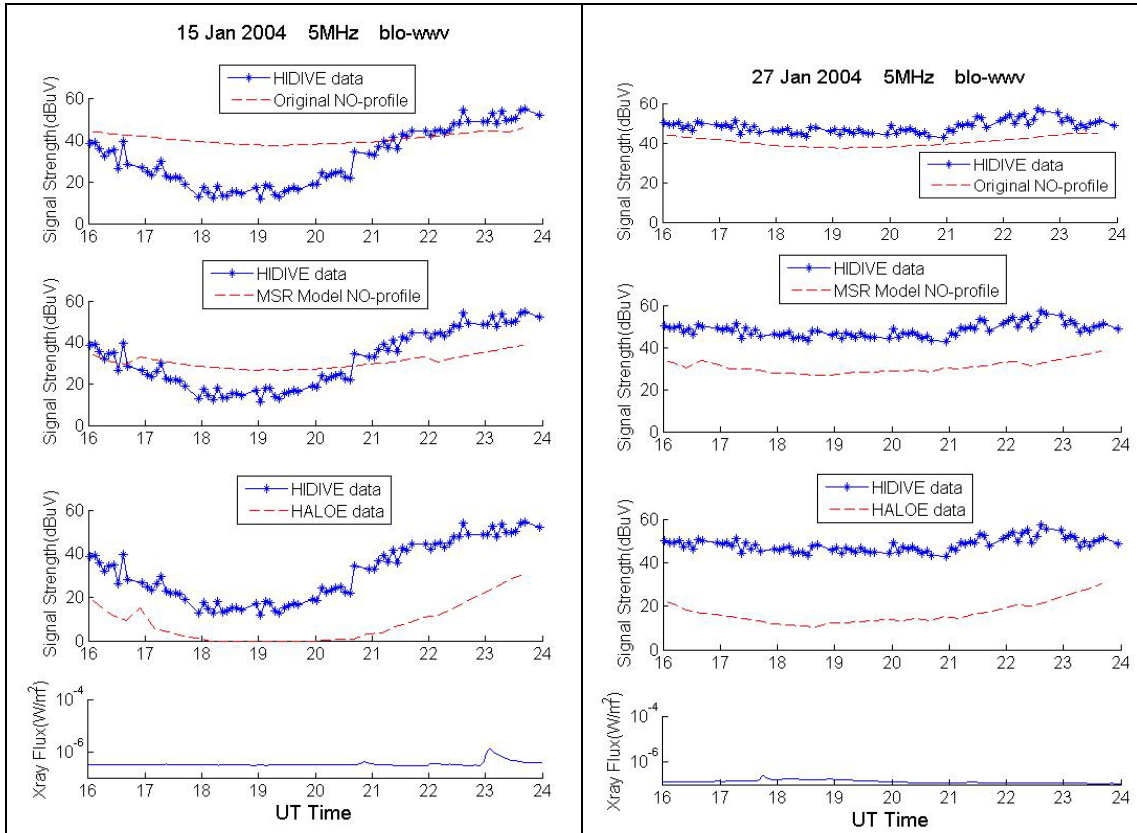 15 Jan 2004 5MHz blo-wwv
HIDIVE data
Original NO-profile
Signal Strength(dBuV)
60
40
20
0
16 17 18 19 20 21 22 23 24
HIDIVE data
MSR Model NO-profile
Signal Strength(dBuV)
60
40
20
0
16 17 18 19 20 21 22 23 24
HIDIVE data
HALOE data
Signal Strength(dBuV)
60
40
20
0
16 17 18 19 20 21 22 23 24
Xray Flux(W/m²)
10⁻⁴
10⁻⁶
16 17 18 19 20 21 22 23 24
UT Time
27 Jan 2004 5MHz blo-wwv
HIDIVE data
Original NO-profile
Signal Strength(dBuV)
60
40
20
0
16 17 18 19 20 21 22 23 24
HIDIVE data
MSR Model NO-profile
Signal Strength(dBuV)
60
40
20
0
16 17 18 19 20 21 22 23 24
HIDIVE data
HALOE data
Signal Strength(dBuV)
60
40
20
0
16 17 18 19 20 21 22 23 24
Xray Flux(W/m²)
10⁻⁴
10⁻⁶
16 17 18 19 20 21 22 23 24
UT Time